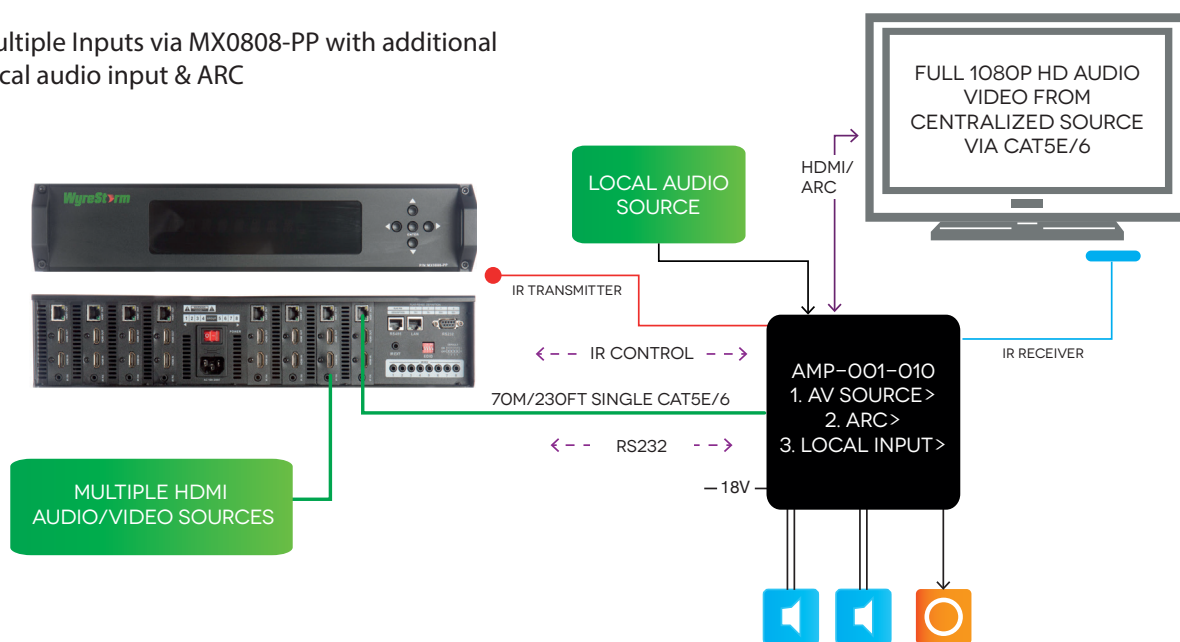 ultiple Inputs via MX0808-PP with additional
cal audio input & ARC
FULL 1080P HD AUDIO
VIDEO FROM
CENTRALIZED SOURCE
VIA CAT5E/6
HDMI/
ARC
LOCAL AUDIO
SOURCE
WyreStorm
ENTER
IR TRANSMITTER
IR RECEIVER
<-- IR CONTROL -->
AMP-001-010
1. AV SOURCE>
2. ARC>
3. LOCAL INPUT>
70M/230FT SINGLE CAT5E/6
<-- RS232 -->
—18V—
MULTIPLE HDMI
AUDIO/VIDEO SOURCES